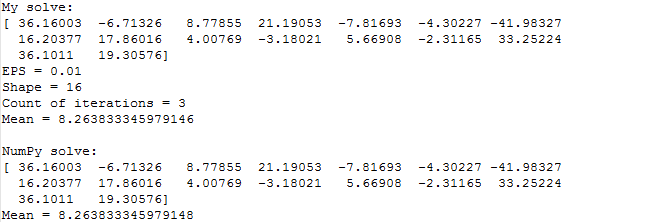 My solve:
[ 36.16003 -6.71326 8.77855 21.19053 -7.81693 -4.30227 -41.98327
16.20377 17.86016 4.00769 -3.18021 5.66908 -2.31165 33.25224
36.1011 19.30576]
EPS = 0.01
Shape = 16
Count of iterations = 3
Mean = 8.263833345979146
NumPy solve:
[ 36.16003 -6.71326 8.77855 21.19053 -7.81693 -4.30227 -41.98327
16.20377 17.86016 4.00769 -3.18021 5.66908 -2.31165 33.25224
36.1011 19.30576]
Mean = 8.263833345979148